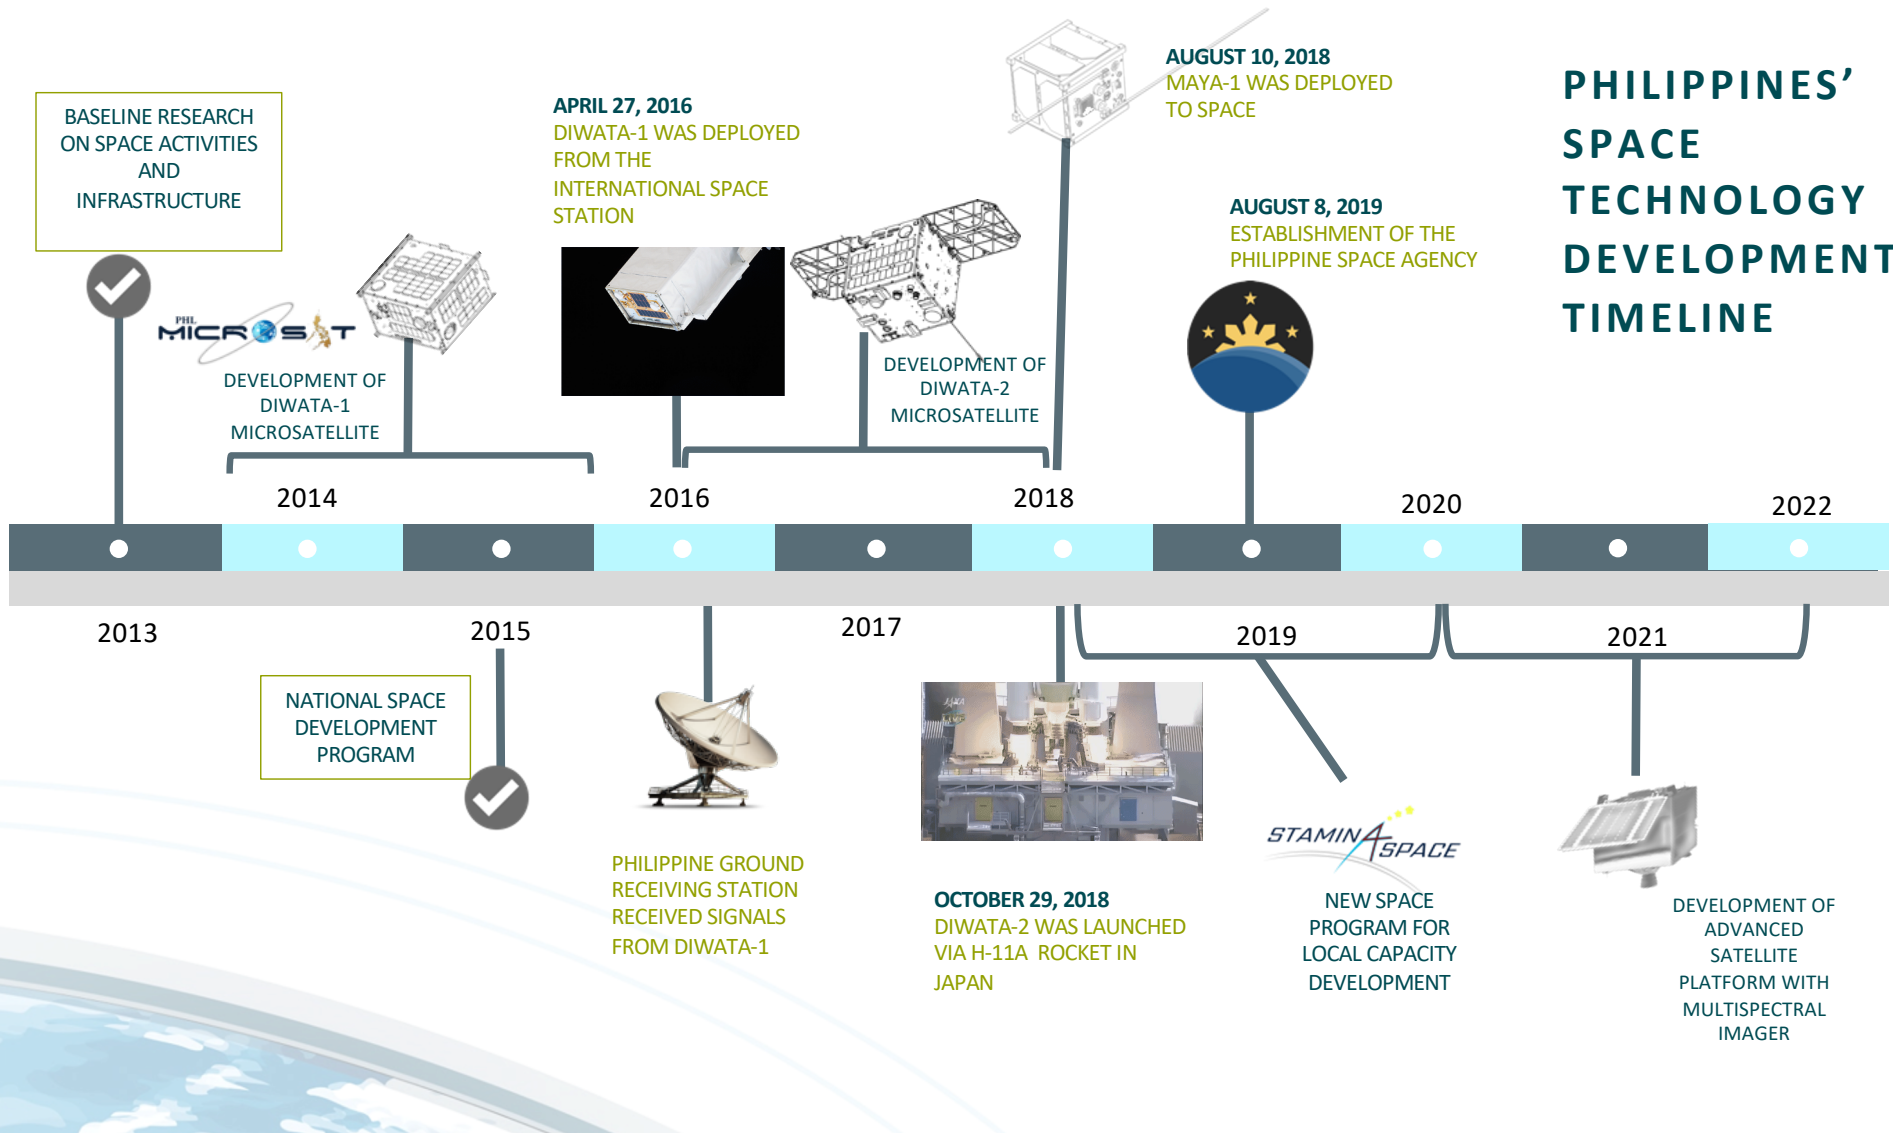 PHILIPPINES’
SPACE
TECHNOLOGY
DEVELOPMENT
TIMELINE
BASELINE RESEARCH
ON SPACE ACTIVITIES
AND
INFRASTRUCTURE
PHL
MICROSAT
DEVELOPMENT OF
DIWATA-1
MICROSATELLITE
APRIL 27, 2016
DIWATA-1 WAS DEPLOYED
FROM THE
INTERNATIONAL SPACE
STATION
DEVELOPMENT OF
DIWATA-2
MICROSATELLITE
AUGUST 10, 2018
MAYA-1 WAS DEPLOYED
TO SPACE
AUGUST 8, 2019
ESTABLISHMENT OF THE
PHILIPPINE SPACE AGENCY
2014
2016
2018
2020
2022
2013
2015
2017
2019
2021
NATIONAL SPACE
DEVELOPMENT
PROGRAM
PHILIPPINE GROUND
RECEIVING STATION
RECEIVED SIGNALS
FROM DIWATA-1
OCTOBER 29, 2018
DIWATA-2 WAS LAUNCHED
VIA H-11A ROCKET IN
JAPAN
STAMINA4SPACE
NEW SPACE
PROGRAM FOR
LOCAL CAPACITY
DEVELOPMENT
DEVELOPMENT OF
ADVANCED
SATELLITE
PLATFORM WITH
MULTISPECTRAL
IMAGER